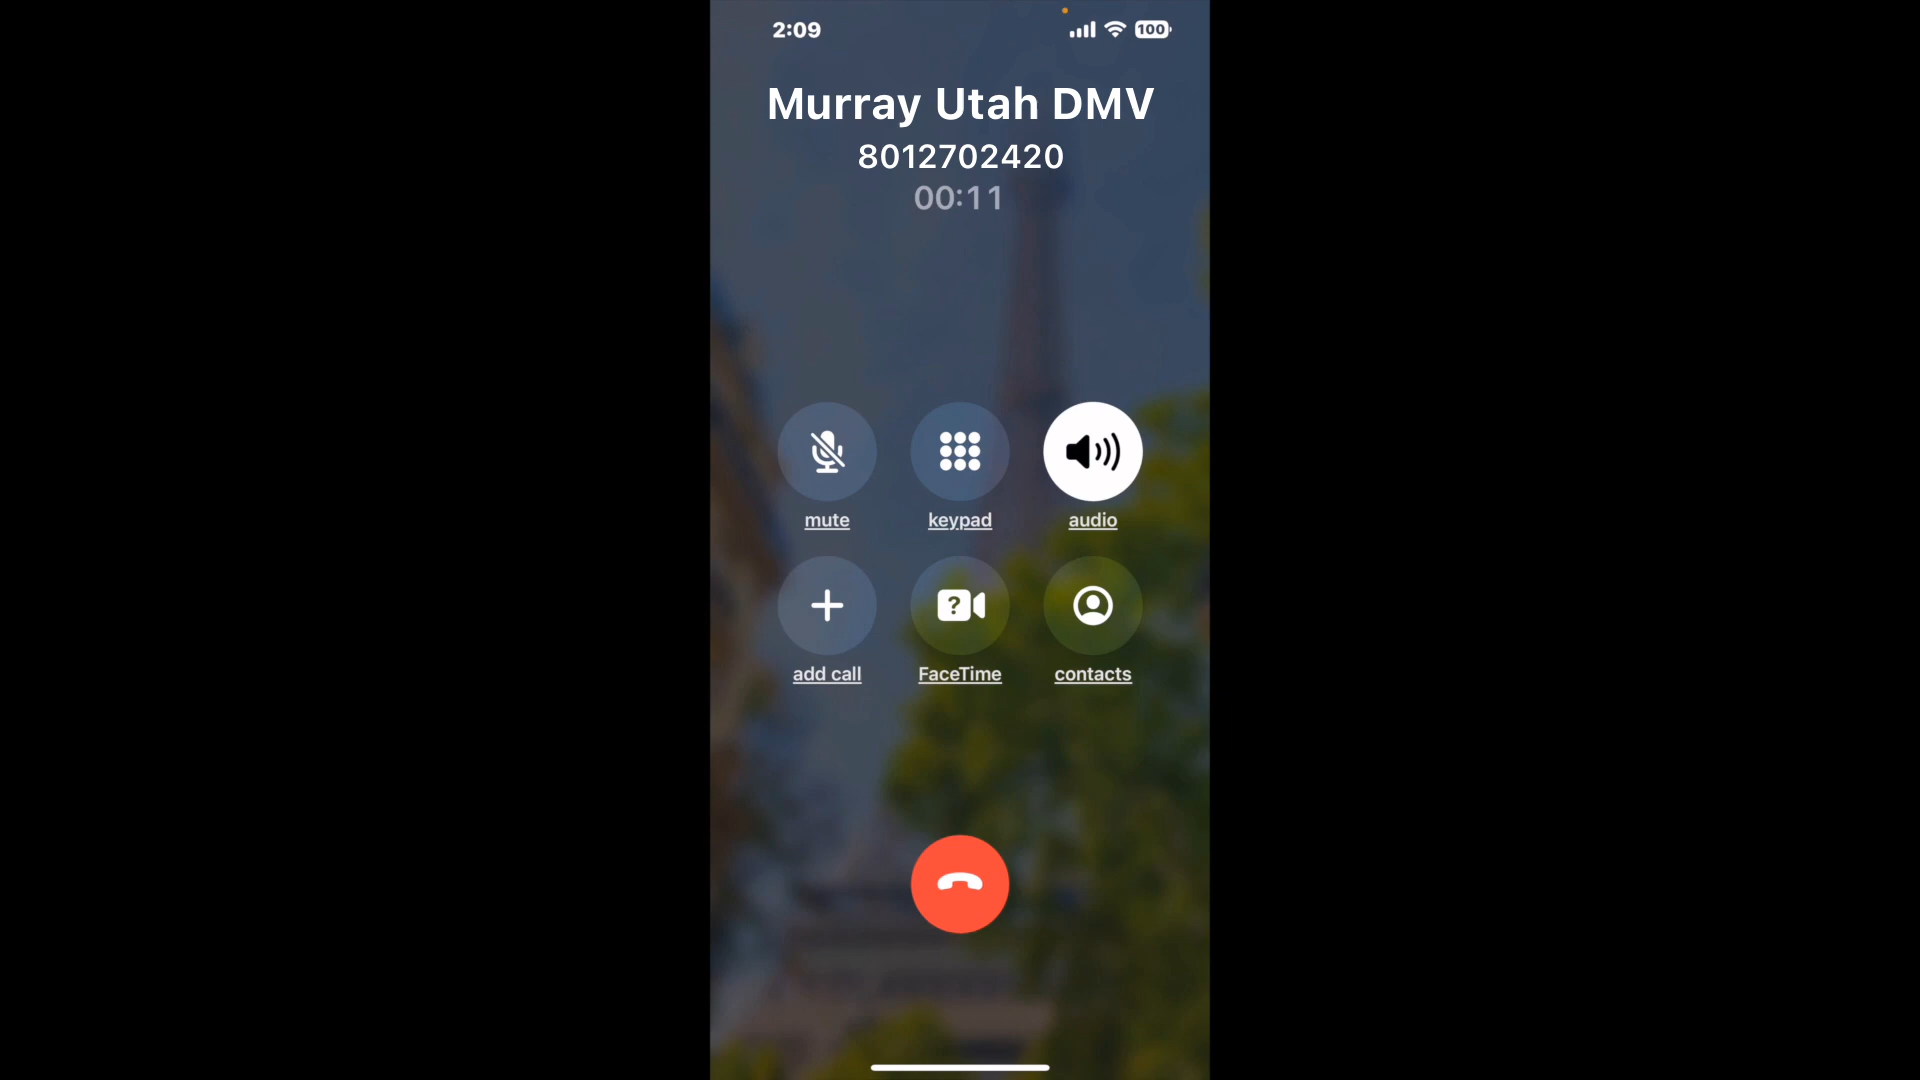 2:09
100
Murray Utah DMV
8012702420
00:11
mute
keypad
audio
?
add call
FaceTime
contacts